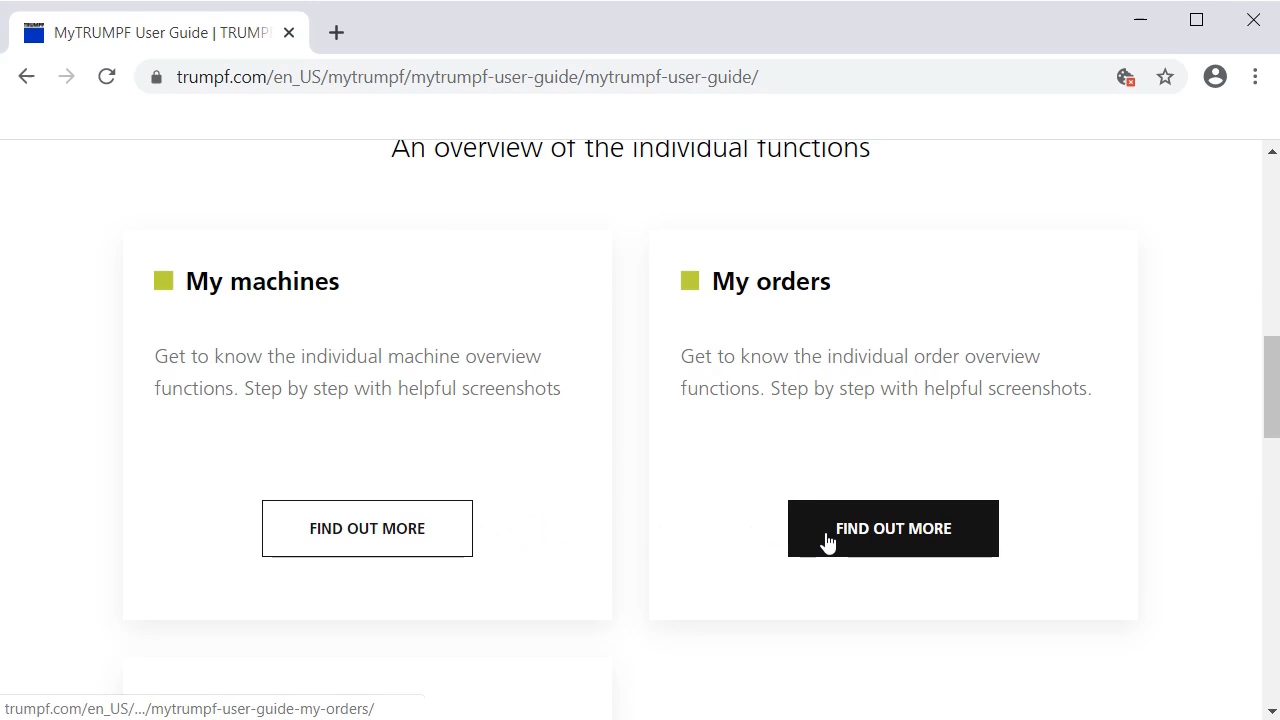 TRUMPF
MyTRUMPF User Guide | TRUMPF
trumpf.com/en_US/mytrumpf/mytrumpf-user-guide/mytrumpf-user-guide/
An overview of the individual functions
My machines
Get to know the individual machine overview
functions. Step by step with helpful screenshots
FIND OUT MORE
My orders
Get to know the individual order overview
functions. Step by step with helpful screenshots.
FIND OUT MORE
trumpf.com/en_US/.../mytrumpf-user-guide-my-orders/